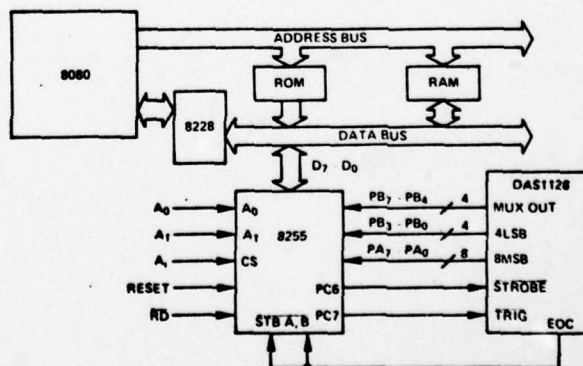 ADDRESS BUS
8080
ROM
RAM
8228
DATA BUS
D7 - D0
DAS1128
A0
A0
PB7 - PB4
4
MUX OUT
8255
A1
A1
PB3 - PB0
4
4LSB
CS
PA7 - PA0
8
8MSB
RESET
PC6
STROBE
RD
PC7
TRIG
STB A, B
EOC